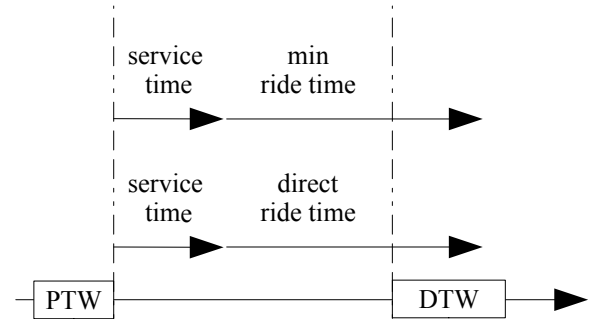 service min
time ride time
service direct
time ride time
PTW DTW